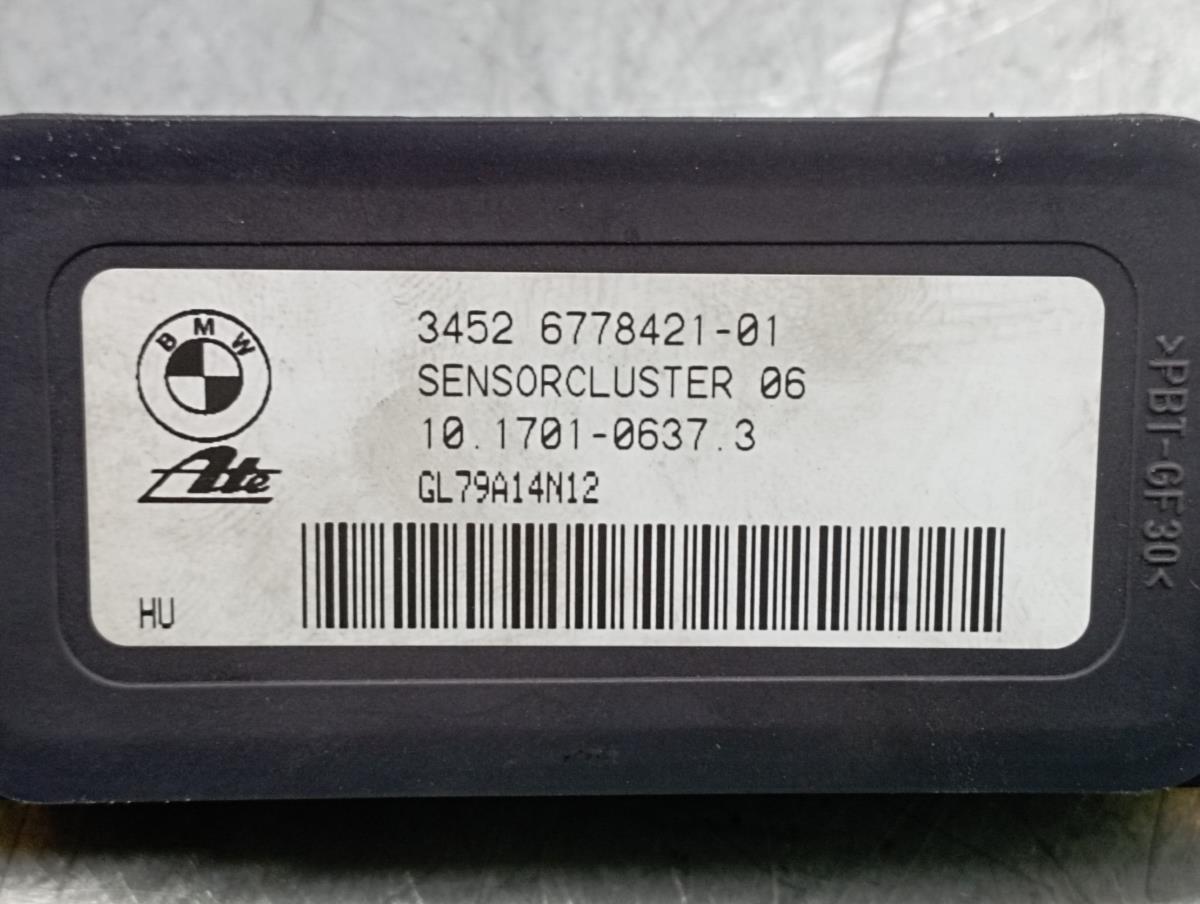 BMW
Ate
3452 6778421-01
SENSORCLUSTER 06
10.1701-0637.3
GL79A14N12
HU
>PBT-GF30<